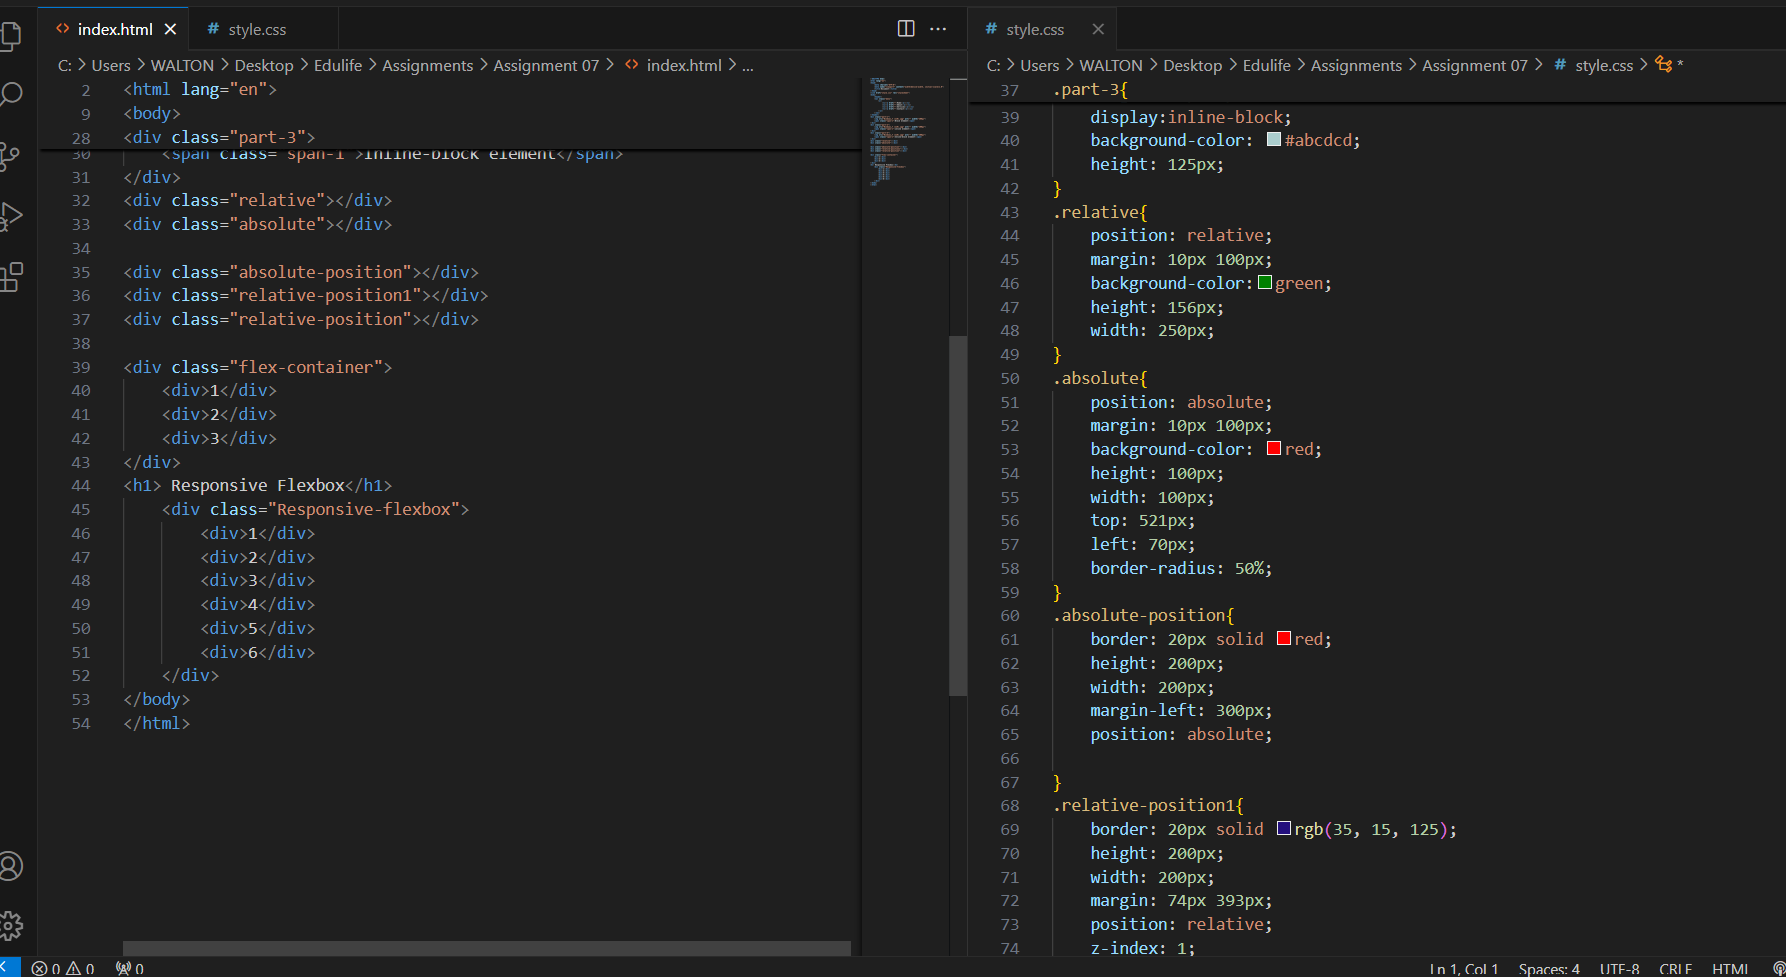 index.html
style.css
C: > Users > WALTON > Desktop > Edulife > Assignments > Assignment 07 > index.html > ...
2 <html lang="en">
9 <body>
28 <div class="part-3">
30 <span class="span-1">inline-block element</span>
31 </div>
32 <div class="relative"></div>
33 <div class="absolute"></div>
34
35 <div class="absolute-position"></div>
36 <div class="relative-position1"></div>
37 <div class="relative-position"></div>
38
39 <div class="flex-container">
40 <div>1</div>
41 <div>2</div>
42 <div>3</div>
43 </div>
44 <h1> Responsive Flexbox</h1>
45 <div class="Responsive-flexbox">
46 <div>1</div>
47 <div>2</div>
48 <div>3</div>
49 <div>4</div>
50 <div>5</div>
51 <div>6</div>
52 </div>
53 </body>
54 </html>
style.css
C: > Users > WALTON > Desktop > Edulife > Assignments > Assignment 07 > # style.css > *
37 .part-3{
39 display:inline-block;
40 background-color: #abcdcd;
41 height: 125px;
42 }
43 .relative{
44 position: relative;
45 margin: 10px 100px;
46 background-color: green;
47 height: 156px;
48 width: 250px;
49 }
50 .absolute{
51 position: absolute;
52 margin: 10px 100px;
53 background-color: red;
54 height: 100px;
55 width: 100px;
56 top: 521px;
57 left: 70px;
58 border-radius: 50%;
59 }
60 .absolute-position{
61 border: 20px solid red;
62 height: 200px;
63 width: 200px;
64 margin-left: 300px;
65 position: absolute;
66
67 }
68 .relative-position1{
69 border: 20px solid rgb(35, 15, 125);
70 height: 200px;
71 width: 200px;
72 margin: 74px 393px;
73 position: relative;
74 z-index: 1;
0 0 0
Ln 1, Col 1 Spaces: 4 UTF-8 CRLF HTML